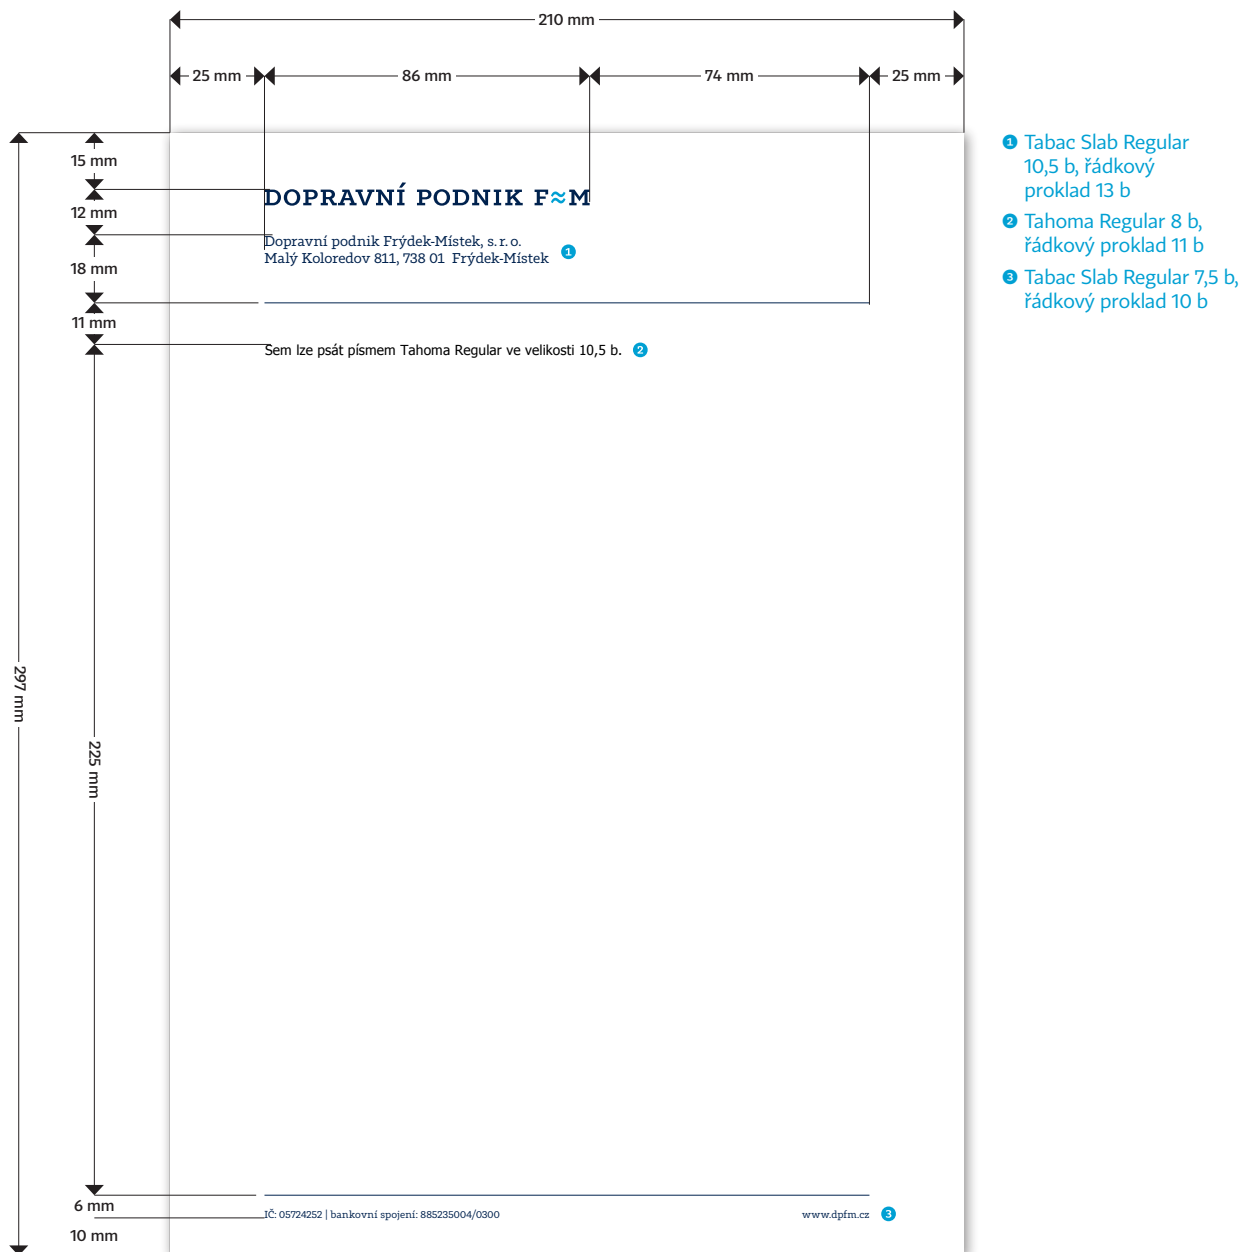 210 mm
25 mm
86 mm
74 mm
25 mm
15 mm
12 mm
18 mm
11 mm
297 mm
225 mm
6 mm
10 mm
DOPRAVNÍ PODNIK F≈M
Dopravní podnik Frýdek-Místek, s. r. o.
Malý Koloredov 811, 738 01 Frýdek-Místek 1
Sem lze psát písmem Tahoma Regular ve velikosti 10,5 b. 2
IČ: 05724252 | bankovní spojení: 885235004/0300
www.dpfm.cz 3
1 Tabac Slab Regular
10,5 b, řádkový
proklad 13 b
2 Tahoma Regular 8 b,
řádkový proklad 11 b
3 Tabac Slab Regular 7,5 b,
řádkový proklad 10 b